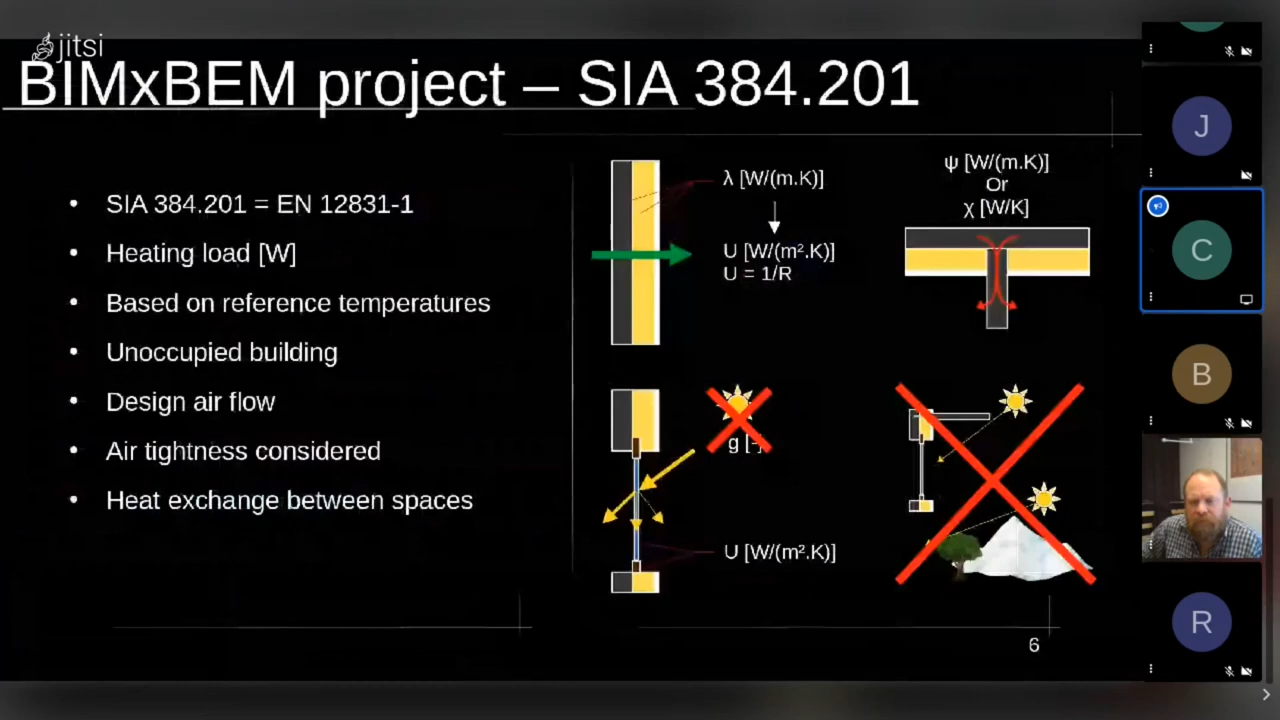 jitsi
BIMxBEM project – SIA 384.201
• SIA 384.201 = EN 12831-1
• Heating load [W]
• Based on reference temperatures
• Unoccupied building
• Design air flow
• Air tightness considered
• Heat exchange between spaces
λ [W/(m.K)]
U [W/(m².K)]
U = 1/R
ψ [W/(m.K)]
Or
χ [W/K]
g [-]
U [W/(m².K)]
6
J
C
B
R